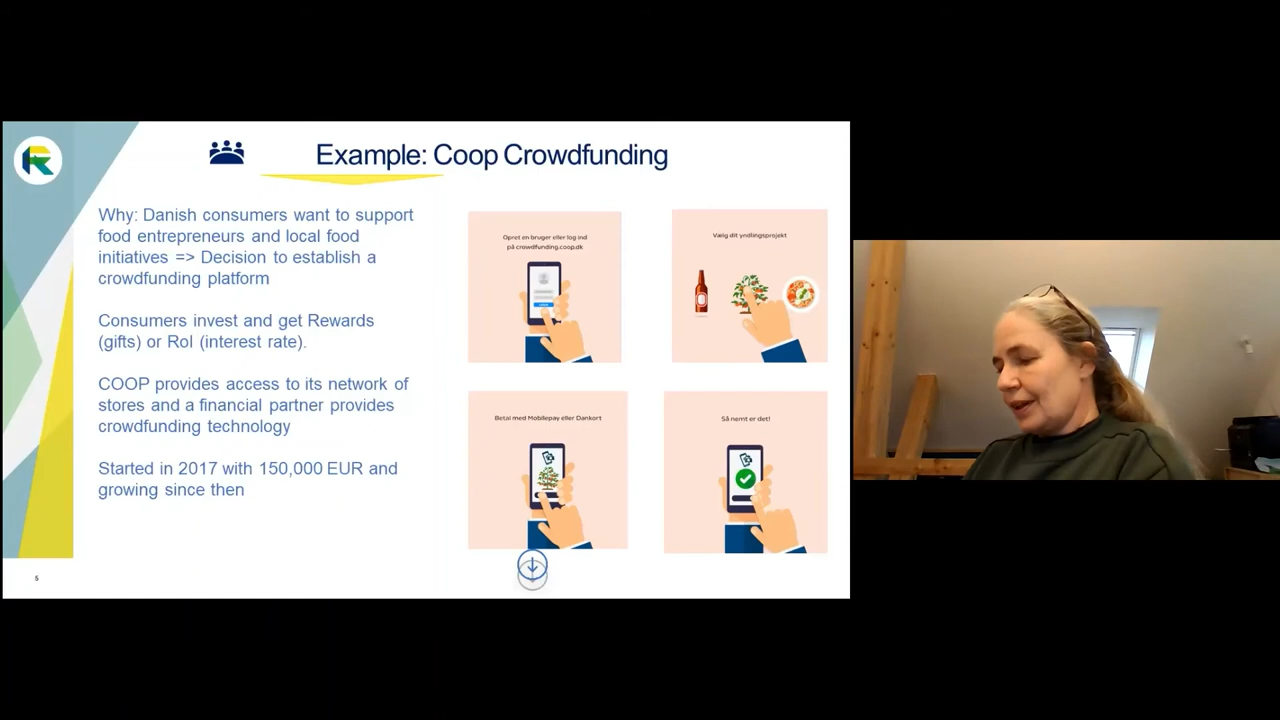 Example: Coop Crowdfunding
Why: Danish consumers want to support
food entrepreneurs and local food
initiatives => Decision to establish a
crowdfunding platform
Consumers invest and get Rewards
(gifts) or RoI (interest rate).
COOP provides access to its network of
stores and a financial partner provides
crowdfunding technology
Started in 2017 with 150,000 EUR and
growing since then
Opret en bruger eller log ind
på crowdfunding.coop.dk
Vælg dit yndlingsprojekt
Betal med Mobilepay eller Dankort
Så nemt er det!
5